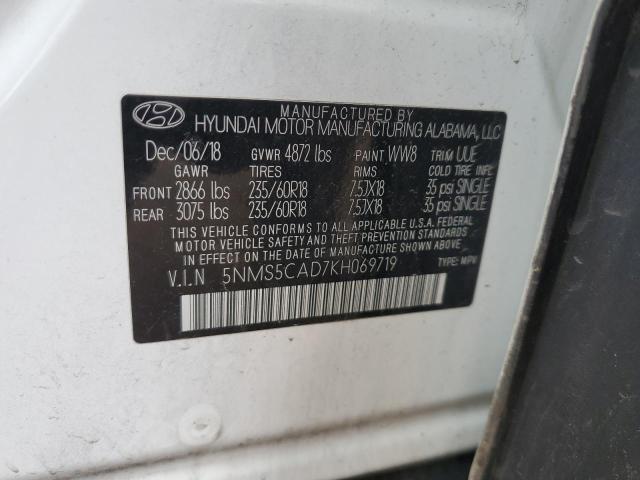 MANUFACTURED BY
HYUNDAI MOTOR MANUFACTURING ALABAMA, LLC
Dec/06/18 GVWR 4872 lbs PAINT WW8 TRIM UUE
GAWR TIRES RIMS COLD TIRE INFL
FRONT 2866 lbs 235/60R18 7.5JX18 35 psi SINGLE
REAR 3075 lbs 235/60R18 7.5JX18 35 psi SINGLE
THIS VEHICLE CONFORMS TO ALL APPLICABLE U.S.A. FEDERAL
MOTOR VEHICLE SAFETY, BUMPER, AND THEFT PREVENTION STANDARDS
IN EFFECT ON THE DATE OF MANUFACTURE SHOWN ABOVE.
V.I.N 5NMS5CAD7KH069719
TYPE: MPV